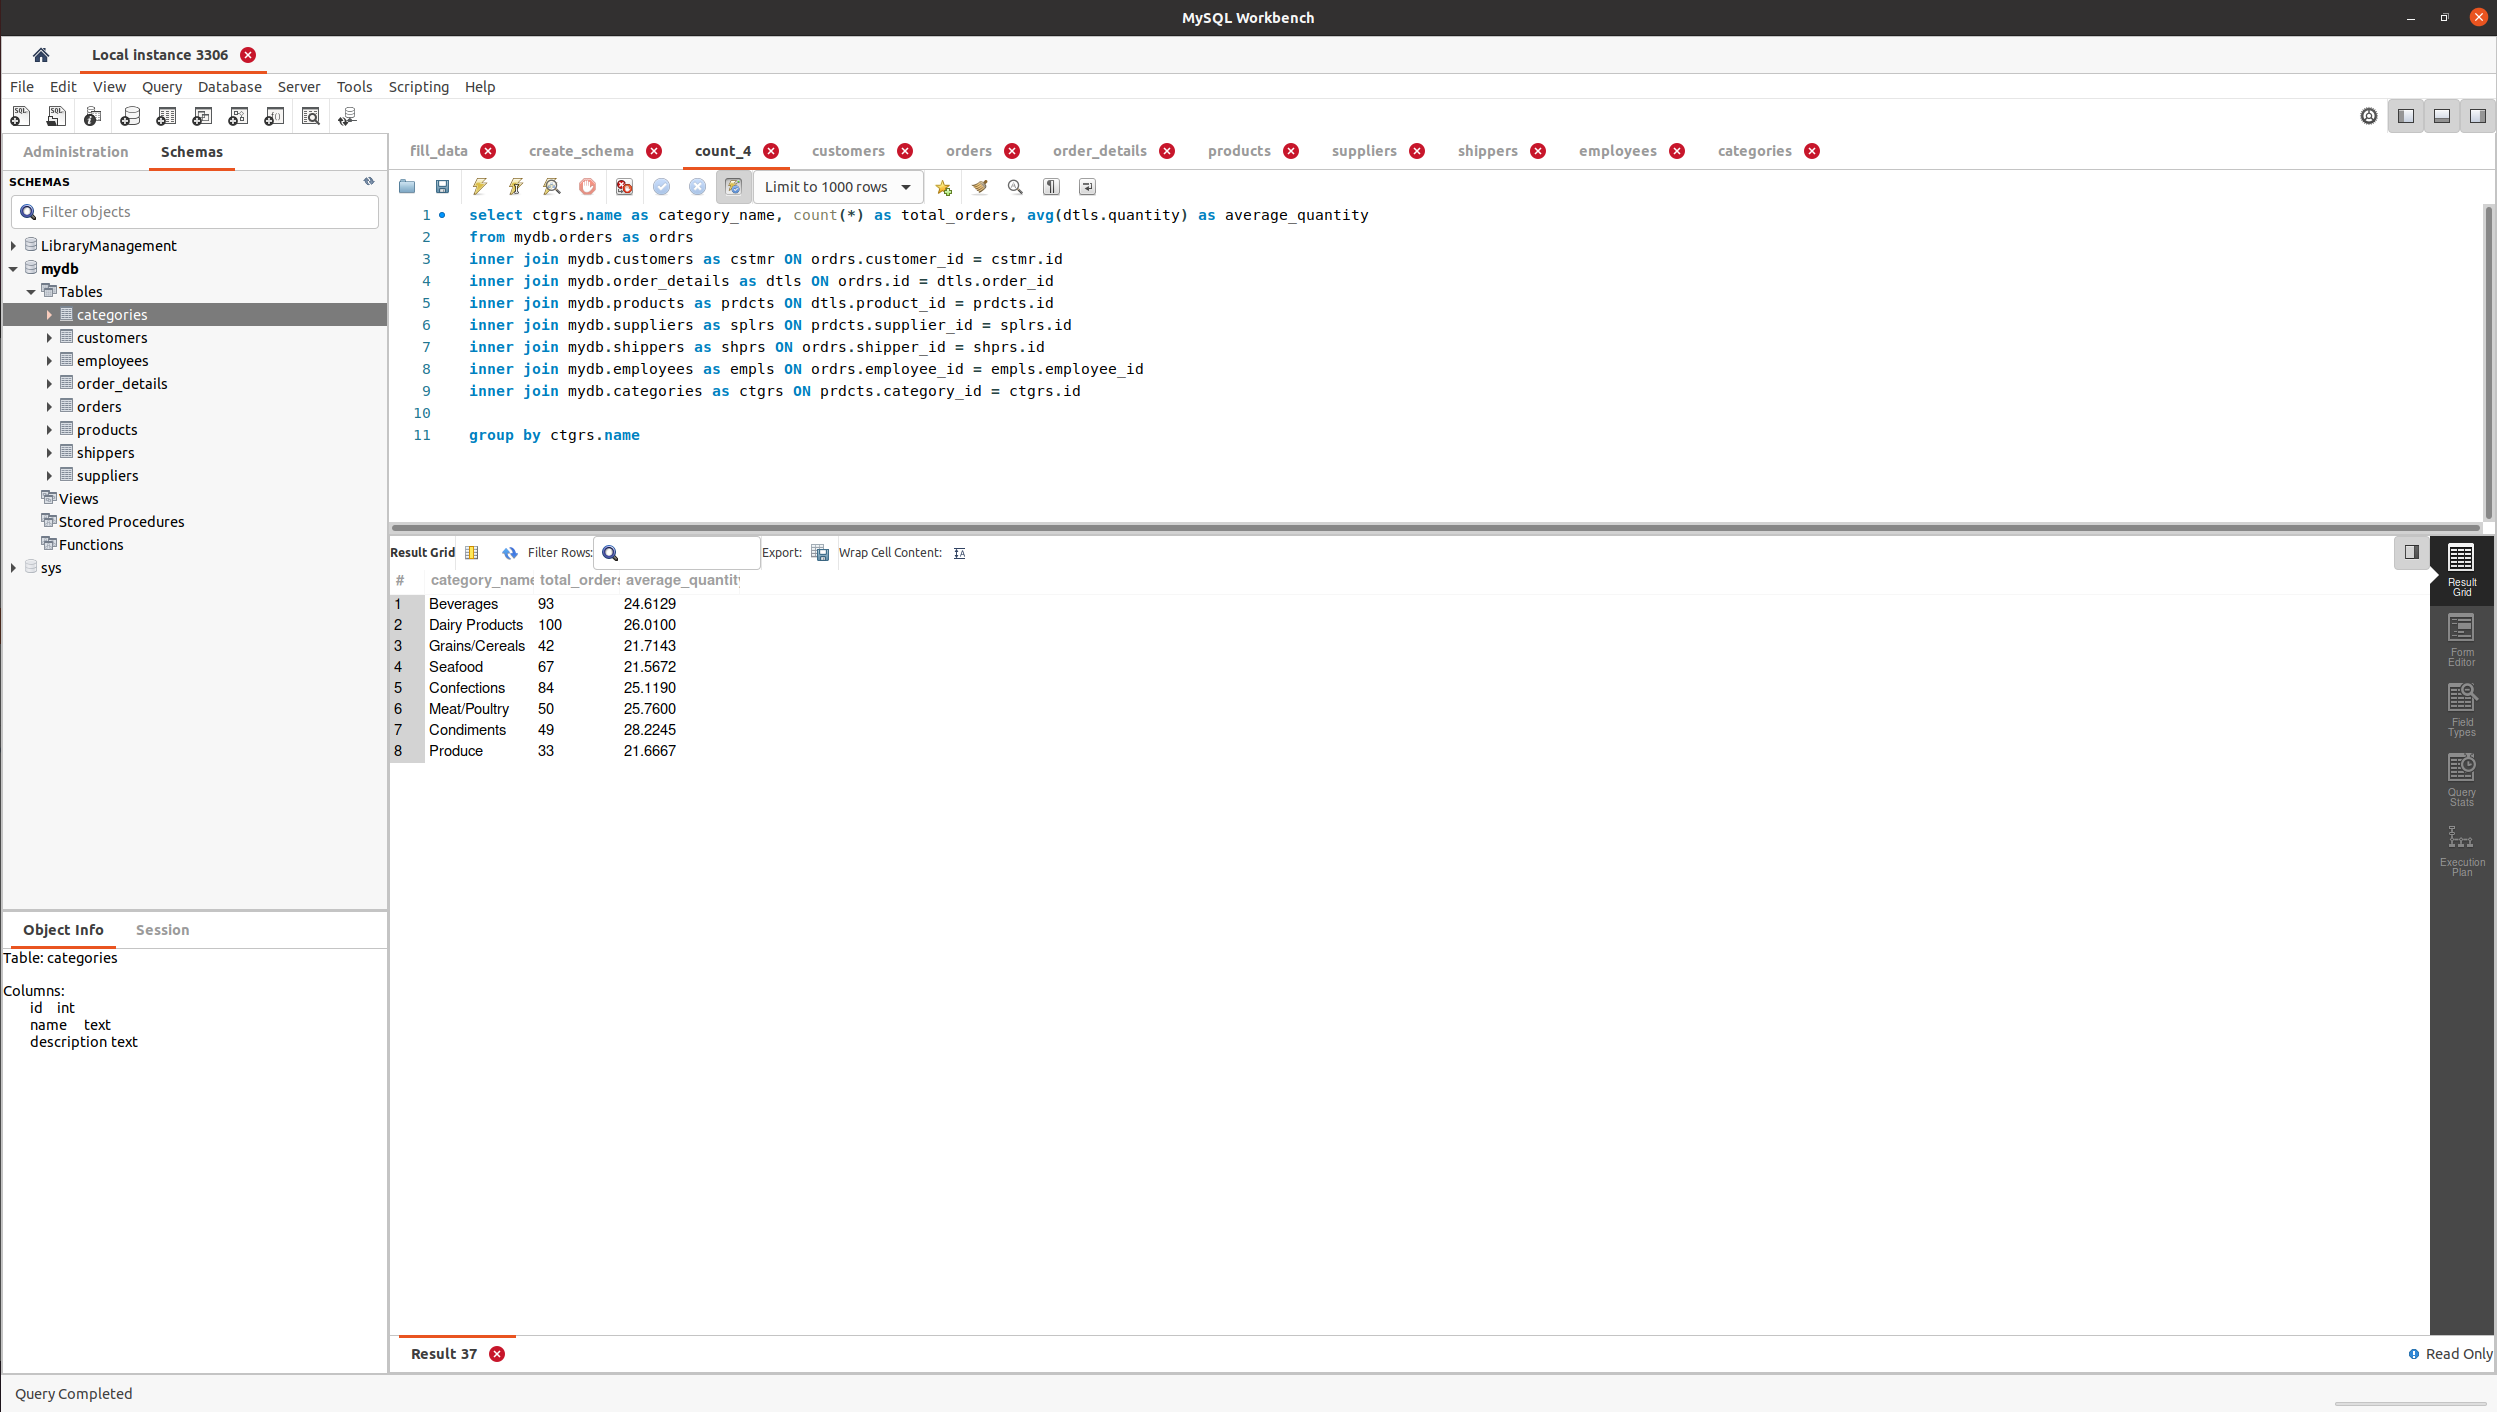 MySQL Workbench
Local instance 3306
File Edit View Query Database Server Tools Scripting Help
Administration Schemas
SCHEMAS
Filter objects
LibraryManagement
mydb
Tables
categories
customers
employees
order_details
orders
products
shippers
suppliers
Views
Stored Procedures
Functions
sys
Object Info Session
Table: categories
Columns:
id int
name text
description text
fill_data create_schema count_4 customers orders order_details products suppliers shippers employees categories
Limit to 1000 rows
1 select ctgrs.name as category_name, count(*) as total_orders, avg(dtls.quantity) as average_quantity
2 from mydb.orders as ordrs
3 inner join mydb.customers as cstmr ON ordrs.customer_id = cstmr.id
4 inner join mydb.order_details as dtls ON ordrs.id = dtls.order_id
5 inner join mydb.products as prdcts ON dtls.product_id = prdcts.id
6 inner join mydb.suppliers as splrs ON prdcts.supplier_id = splrs.id
7 inner join mydb.shippers as shprs ON ordrs.shipper_id = shprs.id
8 inner join mydb.employees as empls ON ordrs.employee_id = empls.employee_id
9 inner join mydb.categories as ctgrs ON prdcts.category_id = ctgrs.id
10
11 group by ctgrs.name
Result Grid Filter Rows: Export: Wrap Cell Content:
# category_name total_orders average_quantity
1 Beverages 93 24.6129
2 Dairy Products 100 26.0100
3 Grains/Cereals 42 21.7143
4 Seafood 67 21.5672
5 Confections 84 25.1190
6 Meat/Poultry 50 25.7600
7 Condiments 49 28.2245
8 Produce 33 21.6667
Result
Grid
Form
Editor
Field
Types
Query
Stats
Execution
Plan
Result 37
Read Only
Query Completed